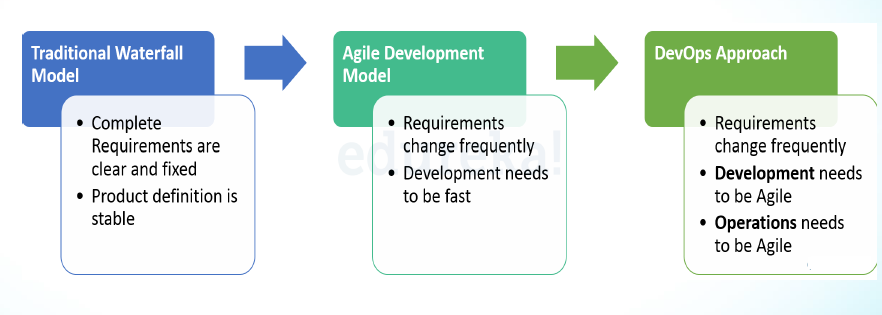 Traditional Waterfall
Model
• Complete
Requirements are
clear and fixed
• Product definition is
stable
Agile Development
Model
• Requirements
change frequently
• Development needs
to be fast
DevOps Approach
• Requirements
change frequently
• Development needs
to be Agile
• Operations needs
to be Agile
edureka!